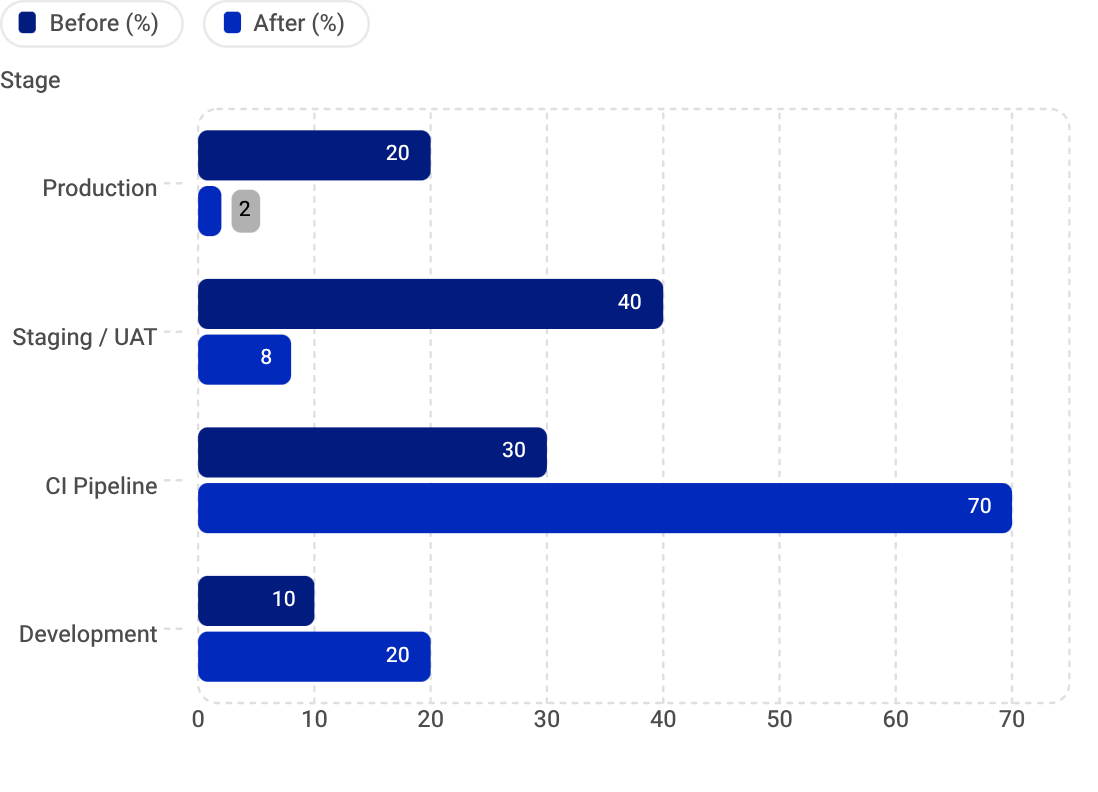 Before (%) After (%)
Stage
Production
20
2
Staging / UAT
40
8
CI Pipeline
30
70
Development
10
20
0 10 20 30 40 50 60 70